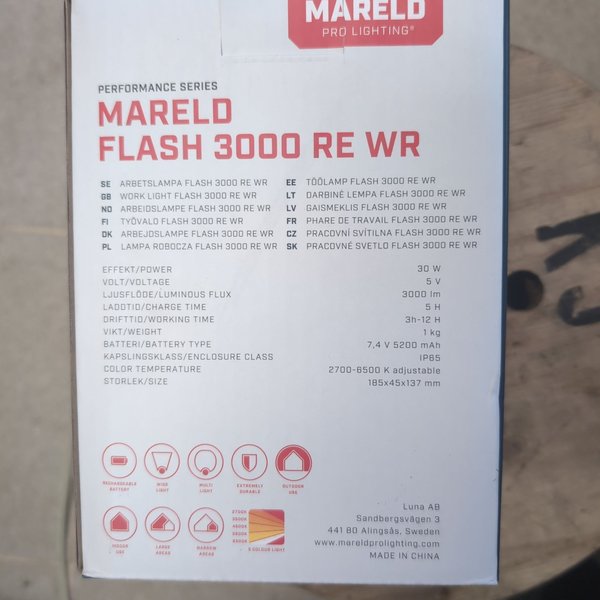 MARELD
PRO LIGHTING®
PERFORMANCE SERIES
MARELD
FLASH 3000 RE WR
SE ARBETSLAMPA FLASH 3000 RE WR
GB WORK LIGHT FLASH 3000 RE WR
NO ARBEIDSLAMPE FLASH 3000 RE WR
FI TYÖVALO FLASH 3000 RE WR
DK ARBEJDSLAMPE FLASH 3000 RE WR
PL LAMPA ROBOCZA FLASH 3000 RE WR
EE TÖÖLAMP FLASH 3000 RE WR
LT DARBINĖ LEMPA FLASH 3000 RE WR
LV GAISMEKLIS FLASH 3000 RE WR
FR PHARE DE TRAVAIL FLASH 3000 RE WR
CZ PRACOVNÍ SVÍTILNA FLASH 3000 RE WR
SK PRACOVNÉ SVETLO FLASH 3000 RE WR
EFFEKT/POWER 30 W
VOLT/VOLTAGE 5 V
LJUSFLÖDE/LUMINOUS FLUX 3000 lm
LADDTID/CHARGE TIME 5 H
DRIFTTID/WORKING TIME 3h-12 H
VIKT/WEIGHT 1 kg
BATTERI/BATTERY TYPE 7,4 V 5200 mAh
KAPSLINGSKLASS/ENCLOSURE CLASS IP65
COLOR TEMPERATURE 2700-6500 K adjustable
STORLEK/SIZE 185x45x137 mm
RECHARGEABLE
BATTERY
WIDE
LIGHT
MULTI
LIGHT
EXTREMELY
DURABLE
OUTDOOR
USE
INDOOR
USE
LARGE
AREAS
NARROW
AREAS
2700K
3500K
4500K
5500K
6500K
5 COLOUR LIGHT
Luna AB
Sandbergsvägen 3
441 80 Alingsås, Sweden
www.mareldprolighting.com
MADE IN CHINA